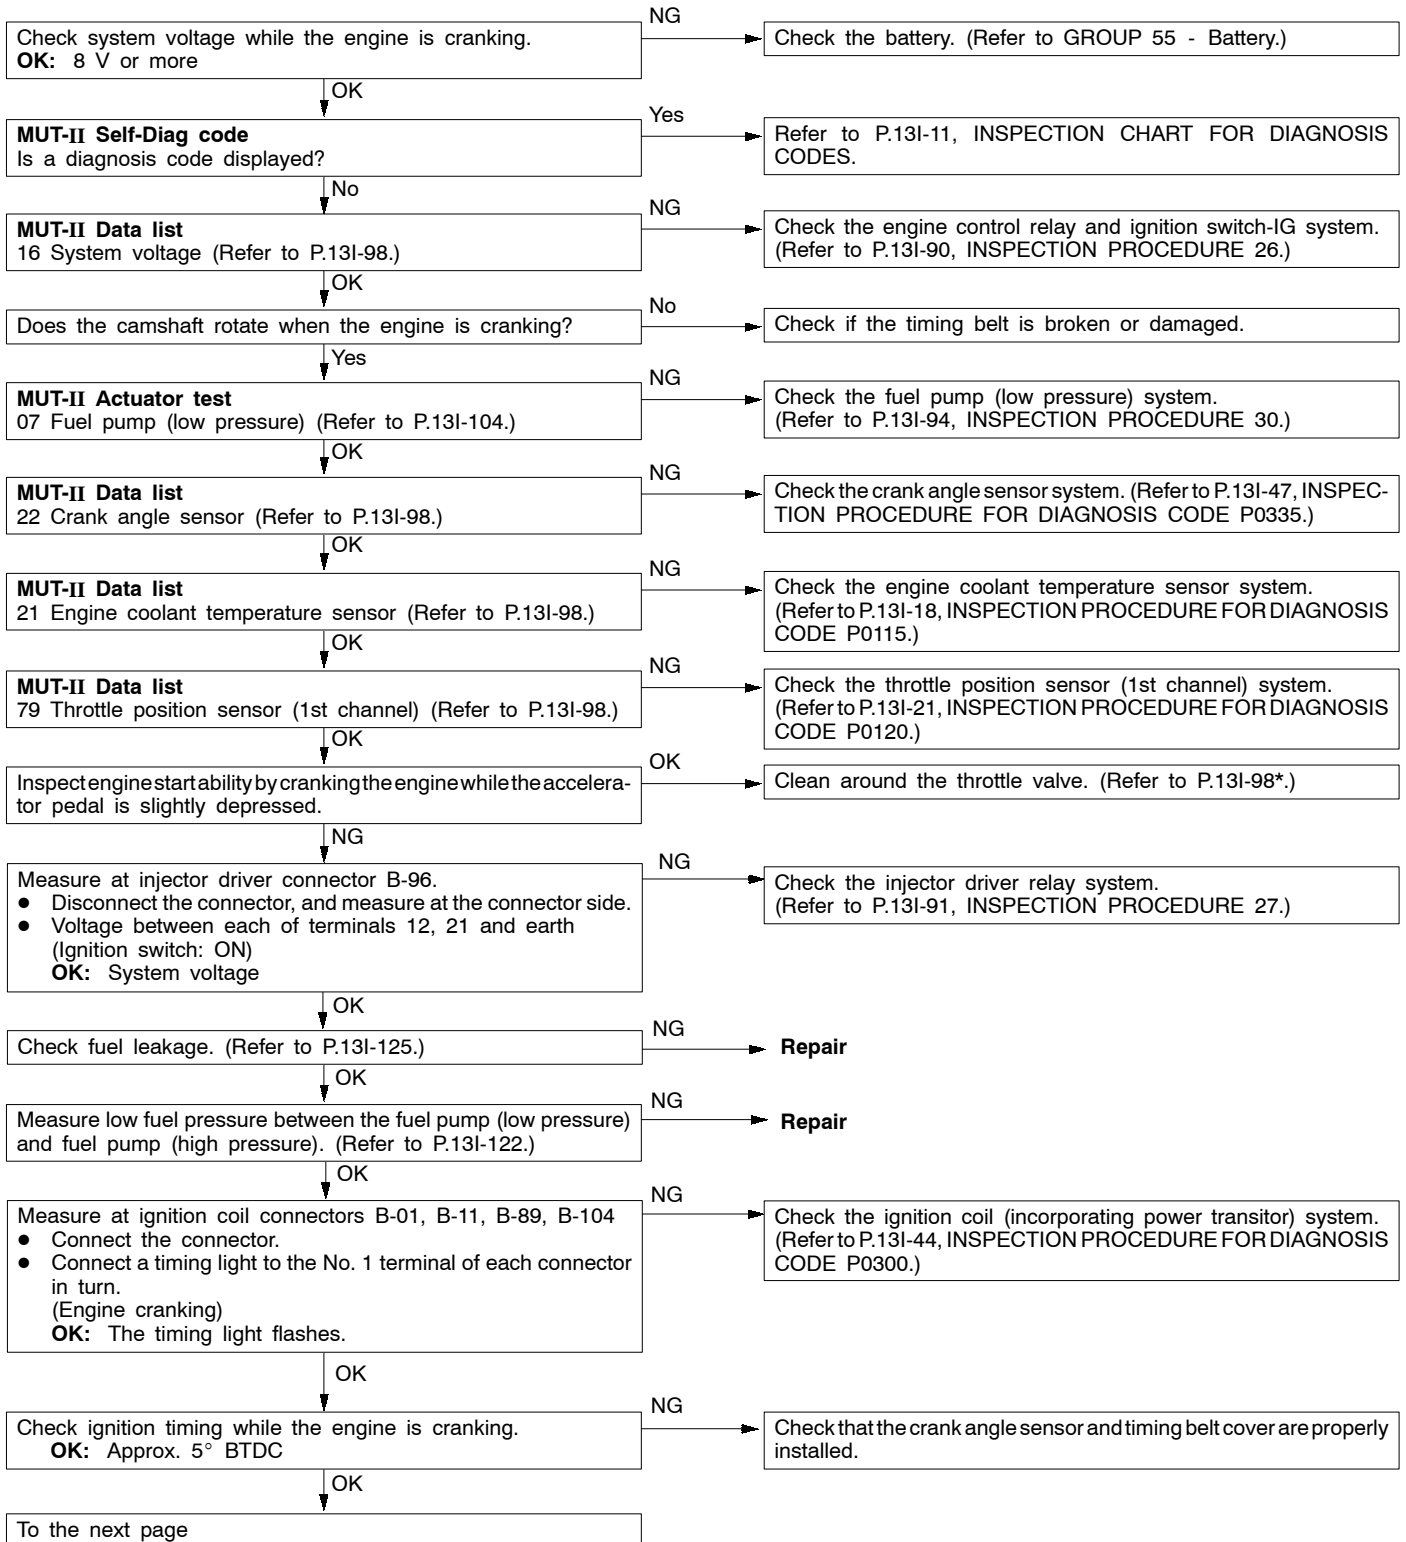 NG
Check system voltage while the engine is cranking.
OK: 8 V or more
Check the battery. (Refer to GROUP 55 - Battery.)
OK
MUT-II Self-Diag code
Is a diagnosis code displayed?
Yes
Refer to P.13I-11, INSPECTION CHART FOR DIAGNOSIS
CODES.
No
MUT-II Data list
16 System voltage (Refer to P.13I-98.)
NG
Check the engine control relay and ignition switch-IG system.
(Refer to P.13I-90, INSPECTION PROCEDURE 26.)
OK
Does the camshaft rotate when the engine is cranking?
No
Check if the timing belt is broken or damaged.
Yes
MUT-II Actuator test
07 Fuel pump (low pressure) (Refer to P.13I-104.)
NG
Check the fuel pump (low pressure) system.
(Refer to P.13I-94, INSPECTION PROCEDURE 30.)
OK
MUT-II Data list
22 Crank angle sensor (Refer to P.13I-98.)
NG
Check the crank angle sensor system. (Refer to P.13I-47, INSPEC-
TION PROCEDURE FOR DIAGNOSIS CODE P0335.)
OK
MUT-II Data list
21 Engine coolant temperature sensor (Refer to P.13I-98.)
NG
Check the engine coolant temperature sensor system.
(Refer to P.13I-18, INSPECTION PROCEDURE FOR DIAGNOSIS
CODE P0115.)
OK
MUT-II Data list
79 Throttle position sensor (1st channel) (Refer to P.13I-98.)
NG
Check the throttle position sensor (1st channel) system.
(Refer to P.13I-21, INSPECTION PROCEDURE FOR DIAGNOSIS
CODE P0120.)
OK
Inspect engine start ability by cranking the engine while the accelera-
tor pedal is slightly depressed.
OK
Clean around the throttle valve. (Refer to P.13I-98*.)
NG
Measure at injector driver connector B-96.
● Disconnect the connector, and measure at the connector side.
● Voltage between each of terminals 12, 21 and earth
(Ignition switch: ON)
OK: System voltage
NG
Check the injector driver relay system.
(Refer to P.13I-91, INSPECTION PROCEDURE 27.)
OK
Check fuel leakage. (Refer to P.13I-125.)
NG
Repair
OK
Measure low fuel pressure between the fuel pump (low pressure)
and fuel pump (high pressure). (Refer to P.13I-122.)
NG
Repair
OK
Measure at ignition coil connectors B-01, B-11, B-89, B-104
● Connect the connector.
● Connect a timing light to the No. 1 terminal of each connector
in turn.
(Engine cranking)
OK: The timing light flashes.
NG
Check the ignition coil (incorporating power transitor) system.
(Refer to P.13I-44, INSPECTION PROCEDURE FOR DIAGNOSIS
CODE P0300.)
OK
Check ignition timing while the engine is cranking.
OK: Approx. 5° BTDC
NG
Check that the crank angle sensor and timing belt cover are properly
installed.
OK
To the next page